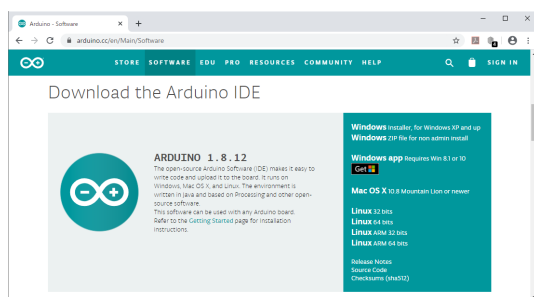 Arduino - Software
arduino.cc/en/Main/Software
STORE SOFTWARE EDU PRO RESOURCES COMMUNITY HELP SIGN IN
Download the Arduino IDE
ARDUINO 1.8.12
The open-source Arduino Software (IDE) makes it easy to
write code and upload it to the board. It runs on
Windows, Mac OS X, and Linux. The environment is
written in Java and based on Processing and other open-
source software.
This software can be used with any Arduino board.
Refer to the Getting Started page for Installation
instructions.
Windows Installer, for Windows XP and up
Windows ZIP file for non admin install
Windows app Requires Win 8.1 or 10
Get
Mac OS X 10.8 Mountain Lion or newer
Linux 32 bits
Linux 64 bits
Linux ARM 32 bits
Linux ARM 64 bits
Release Notes
Source Code
Checksums (sha512)